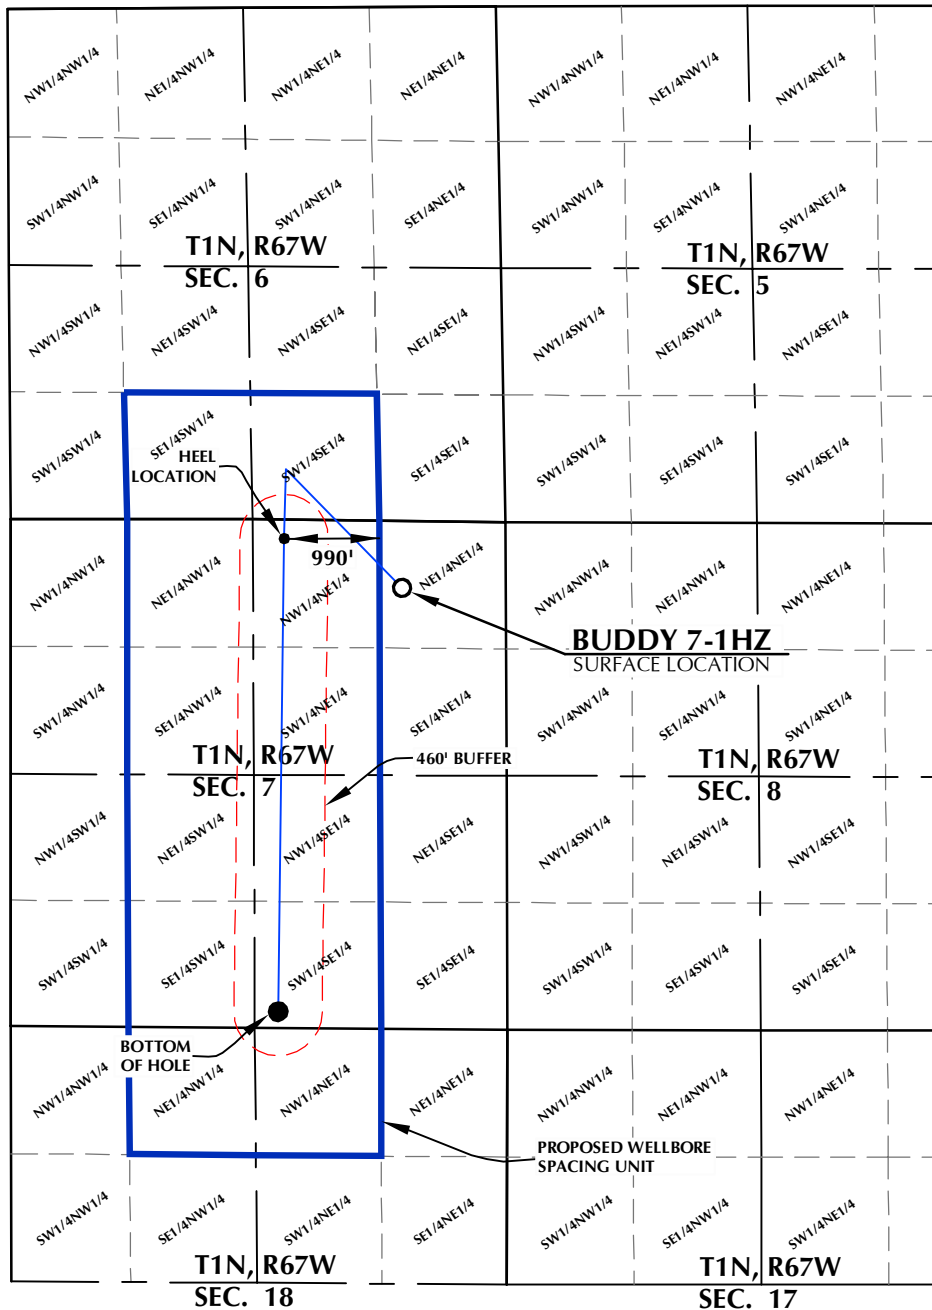 NW1/4NW1/4 NE1/4NW1/4 NW1/4NE1/4 NE1/4NE1/4 NW1/4NW1/4 NE1/4NW1/4 NW1/4NE1/4
SW1/4NW1/4 SE1/4NW1/4 SW1/4NE1/4 SE1/4NE1/4 SW1/4NW1/4 SE1/4NW1/4 SW1/4NE1/4
T1N, R67W
SEC. 6
T1N, R67W
SEC. 5
NW1/4SW1/4 NE1/4SW1/4 NW1/4SE1/4 NE1/4SE1/4 NW1/4SW1/4 NE1/4SW1/4 NW1/4SE1/4
SW1/4SW1/4 SE1/4SW1/4 SW1/4SE1/4 SE1/4SE1/4 SW1/4SW1/4 SE1/4SW1/4 SW1/4SE1/4
HEEL
LOCATION
990'
NW1/4NW1/4 NE1/4NW1/4 NW1/4NE1/4 NE1/4NE1/4 NW1/4NW1/4 NE1/4NW1/4 NW1/4NE1/4
BUDDY 7-1HZ
SURFACE LOCATION
SW1/4NW1/4 SE1/4NW1/4 SW1/4NE1/4 SE1/4NE1/4 SW1/4NW1/4 SE1/4NW1/4 SW1/4NE1/4
460' BUFFER
T1N, R67W
SEC. 7
T1N, R67W
SEC. 8
NW1/4SW1/4 NE1/4SW1/4 NW1/4SE1/4 NE1/4SE1/4 NW1/4SW1/4 NE1/4SW1/4 NW1/4SE1/4
SW1/4SW1/4 SE1/4SW1/4 SW1/4SE1/4 SE1/4SE1/4 SW1/4SW1/4 SE1/4SW1/4 SW1/4SE1/4
BOTTOM
OF HOLE
NW1/4NW1/4 NE1/4NW1/4 NW1/4NE1/4 NE1/4NE1/4 NW1/4NW1/4 NE1/4NW1/4 NW1/4NE1/4
PROPOSED WELLBORE
SPACING UNIT
SW1/4NW1/4 SE1/4NW1/4 SW1/4NE1/4 SE1/4NE1/4 SW1/4NW1/4 SE1/4NW1/4 SW1/4NE1/4
T1N, R67W
SEC. 18
T1N, R67W
SEC. 17